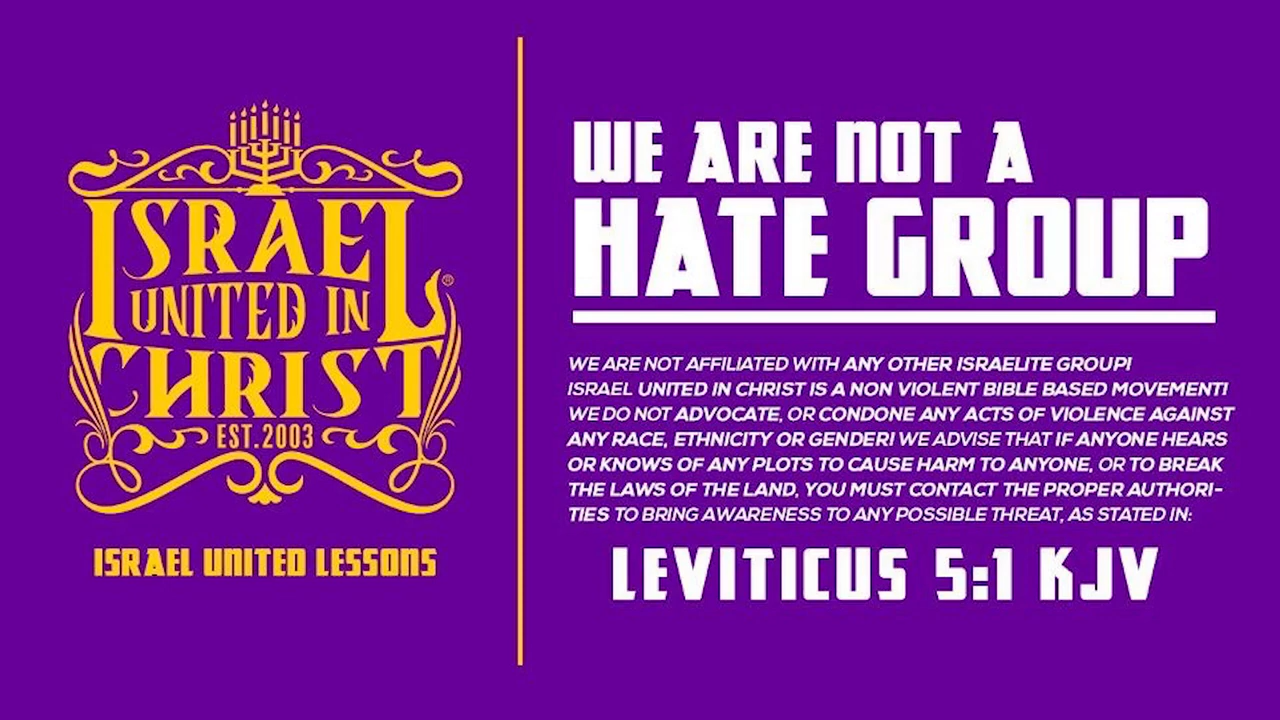 ISRAEL
UNITED IN
CHRIST
EST. 2003
ISRAEL UNITED LESSONS
WE ARE NOT A
HATE GROUP
WE ARE NOT AFFILIATED WITH ANY OTHER ISRAELITE GROUP!
ISRAEL UNITED IN CHRIST IS A NON VIOLENT BIBLE BASED MOVEMENT!
WE DO NOT ADVOCATE, OR CONDONE ANY ACTS OF VIOLENCE AGAINST
ANY RACE, ETHNICITY OR GENDER! WE ADVISE THAT IF ANYONE HEARS
OR KNOWS OF ANY PLOTS TO CAUSE HARM TO ANYONE, OR TO BREAK
THE LAWS OF THE LAND, YOU MUST CONTACT THE PROPER AUTHORI-
TIES TO BRING AWARENESS TO ANY POSSIBLE THREAT, AS STATED IN:
LEVITICUS 5:1 KJV